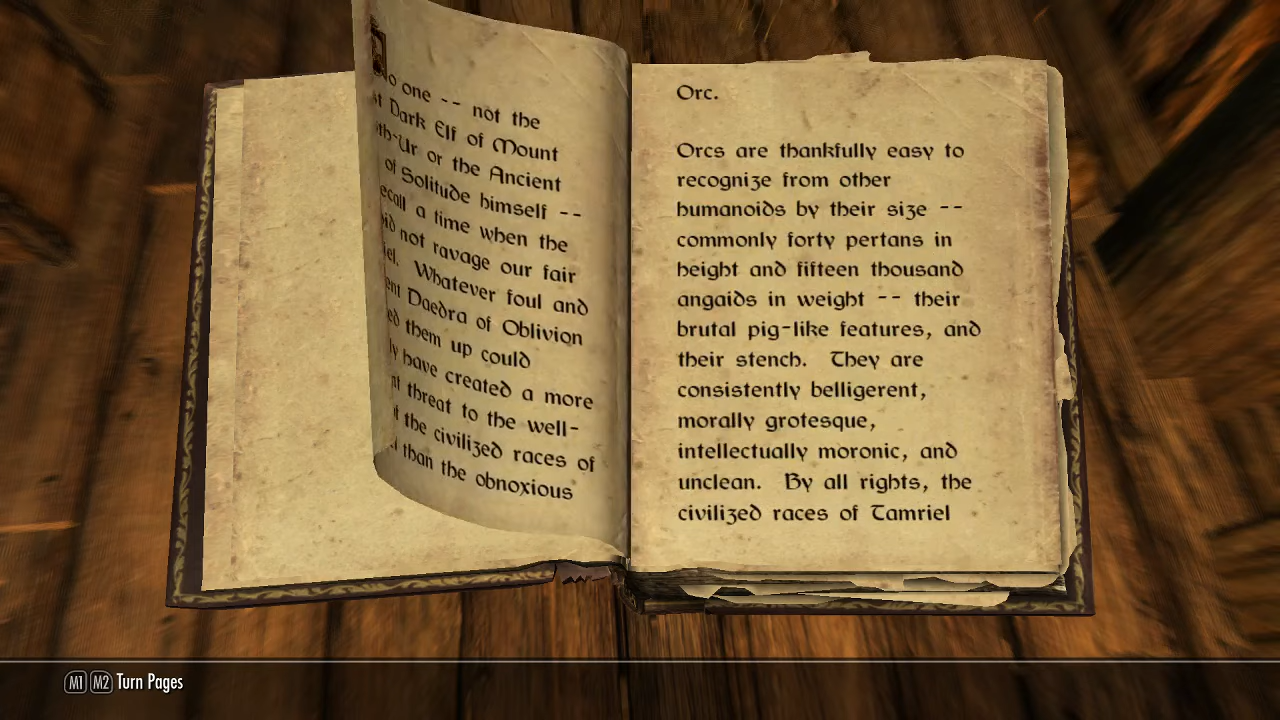 No one -- not the
Dark Elf of Mount
or the Ancient
of Solitude himself --
a time when the
not ravage our fair
Whatever foul and
Daedra of Oblivion
them up could
have created a more
threat to the well-
the civilized races of
than the obnoxious
Orc.
Orcs are thankfully easy to
recognize from other
humanoids by their size --
commonly forty pertans in
height and fifteen thousand
angaids in weight -- their
brutal pig-like features, and
their stench. They are
consistently belligerent,
morally grotesque,
intellectually moronic, and
unclean. By all rights, the
civilized races of Tamriel
M1 M2 Turn Pages